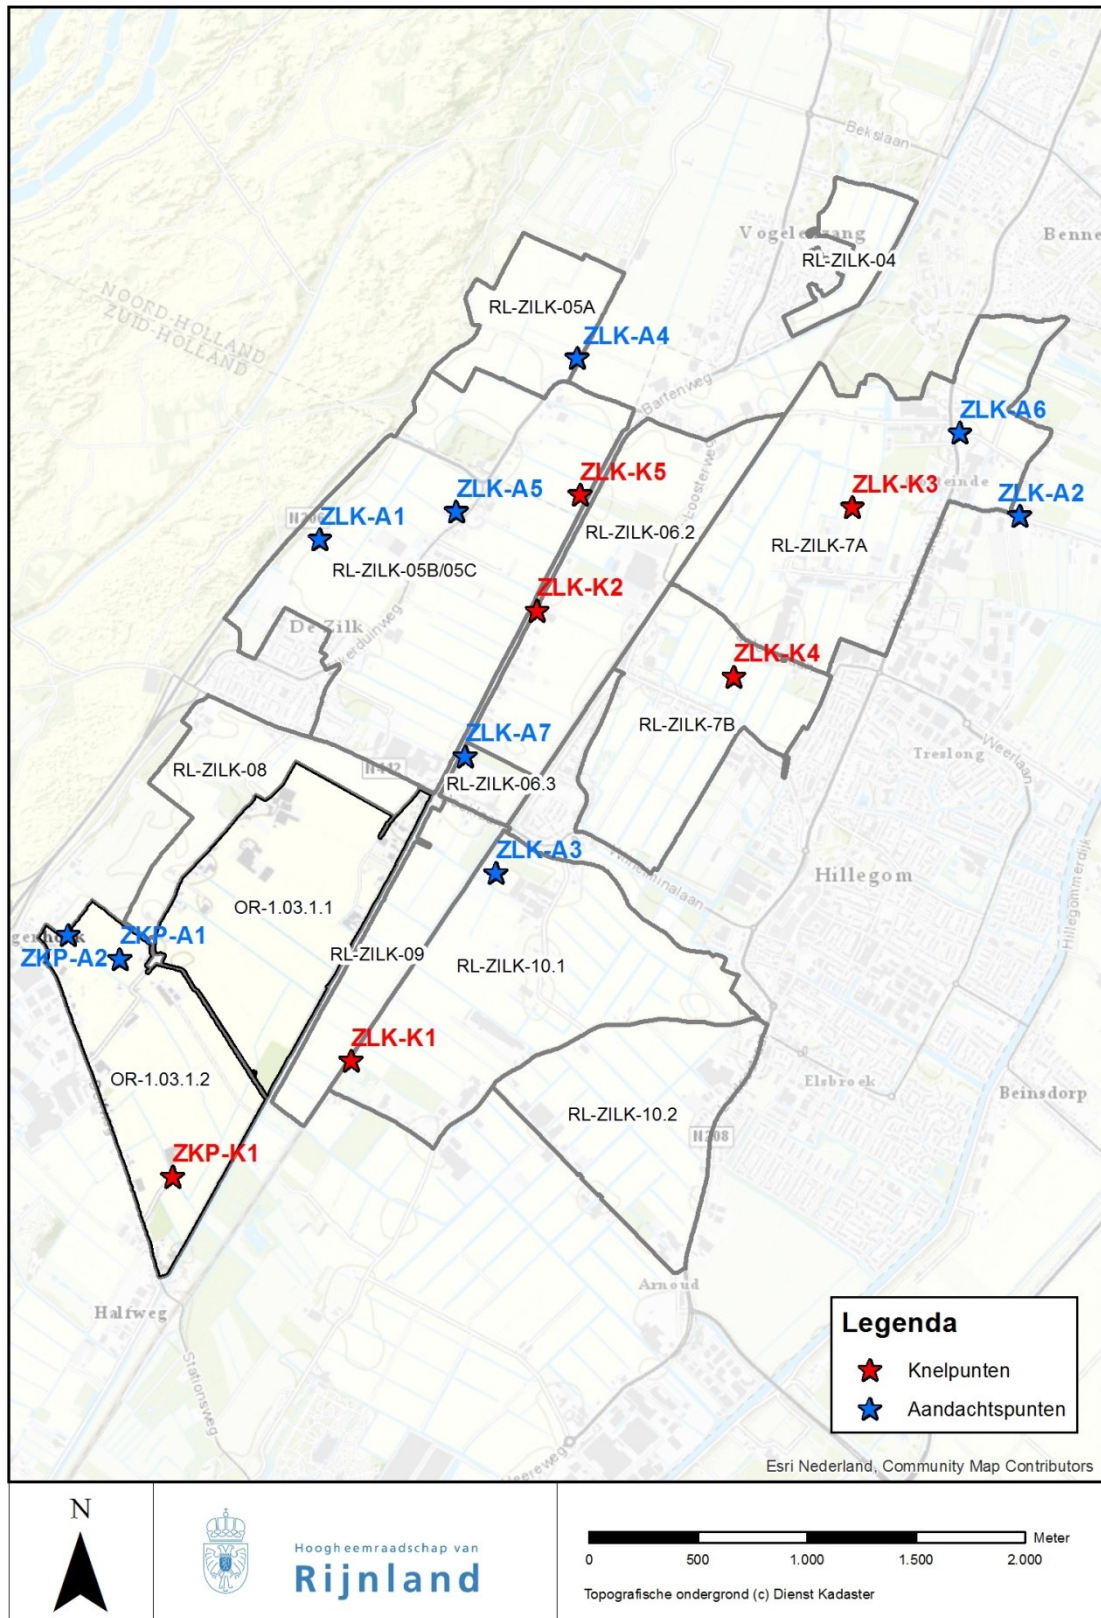 Bekslaan
Vogelenzang
Benne
RL-ZILK-04
NOORD-HOLLAND
ZUID-HOLLAND
RL-ZILK-05A
ZLK-A4
Bartenweg
ZLK-A6
ZLK-K5
ZLK-K3
ZLK-A5
Loosterweg
ZLK-A2
ZLK-A1
RL-ZILK-06.2
RL-ZILK-7A
RL-ZILK-05B/05C
ZLK-K2
De Zilk
ZLK-K4
RL-ZILK-7B
ZLK-A7
Treslong
Weerlaan
RL-ZILK-08
N442
RL-ZILK-06.3
ZLK-A3
Hillegom
Hillegommerdijk
OR-1.03.1.1
ZKP-A1
ZKP-A2
RL-ZILK-09
RL-ZILK-10.1
ZLK-K1
OR-1.03.1.2
Elsbroek
Beinsdorp
RL-ZILK-10.2
N208
ZKP-K1
Arnoud
Halfweg
Stationsweg
Heereweg
Legenda
Knelpunten
Aandachtspunten
Esri Nederland, Community Map Contributors
N
Hoogheemraadschap van
Rijnland
Meter
0 500 1.000 1.500 2.000
Topografische ondergrond (c) Dienst Kadaster